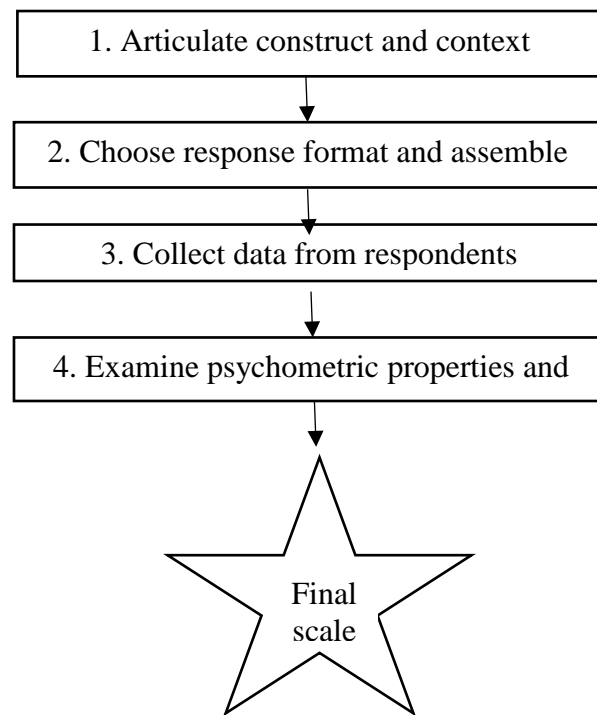 1. Articulate construct and context
2. Choose response format and assemble
3. Collect data from respondents
4. Examine psychometric properties and
Final
scale